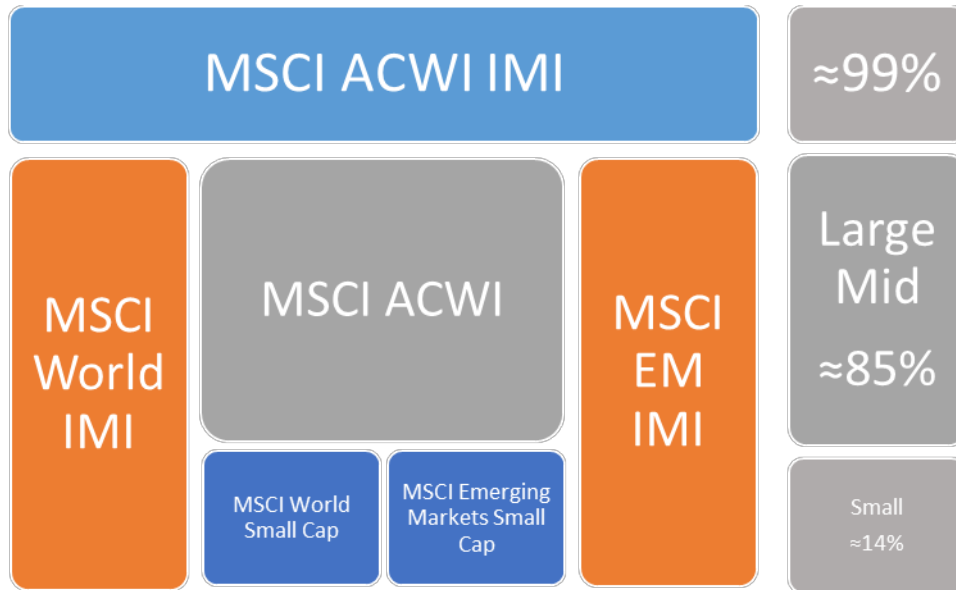 MSCI ACWI IMI
≈99%
MSCI
World
IMI
MSCI ACWI
MSCI
EM
IMI
Large
Mid
≈85%
MSCI World
Small Cap
MSCI Emerging
Markets Small
Cap
Small
≈14%